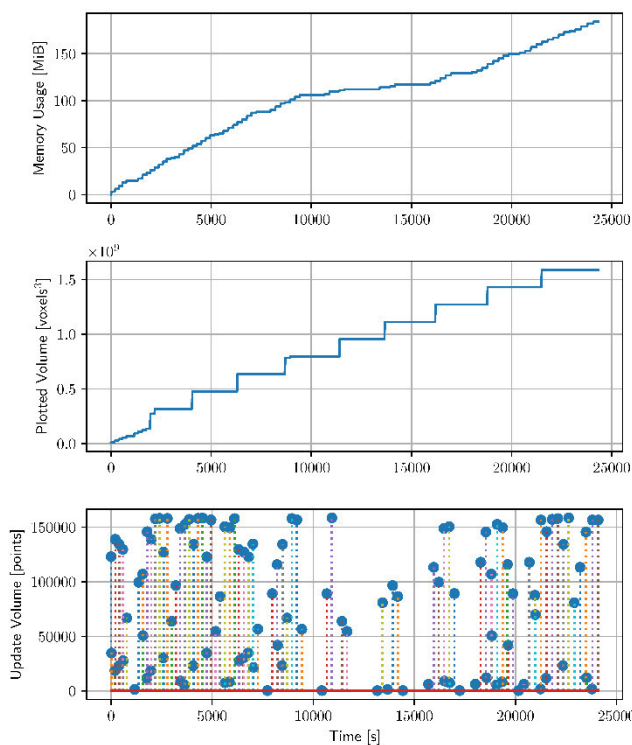 150
100
50
0
Memory Usage [MiB]
0 5000 10000 15000 20000 25000
×10⁹
1.5
1.0
0.5
0.0
Plotted Volume [voxels³]
0 5000 10000 15000 20000 25000
150000
100000
50000
0
Update Volume [points]
0 5000 10000 15000 20000 25000
Time [s]